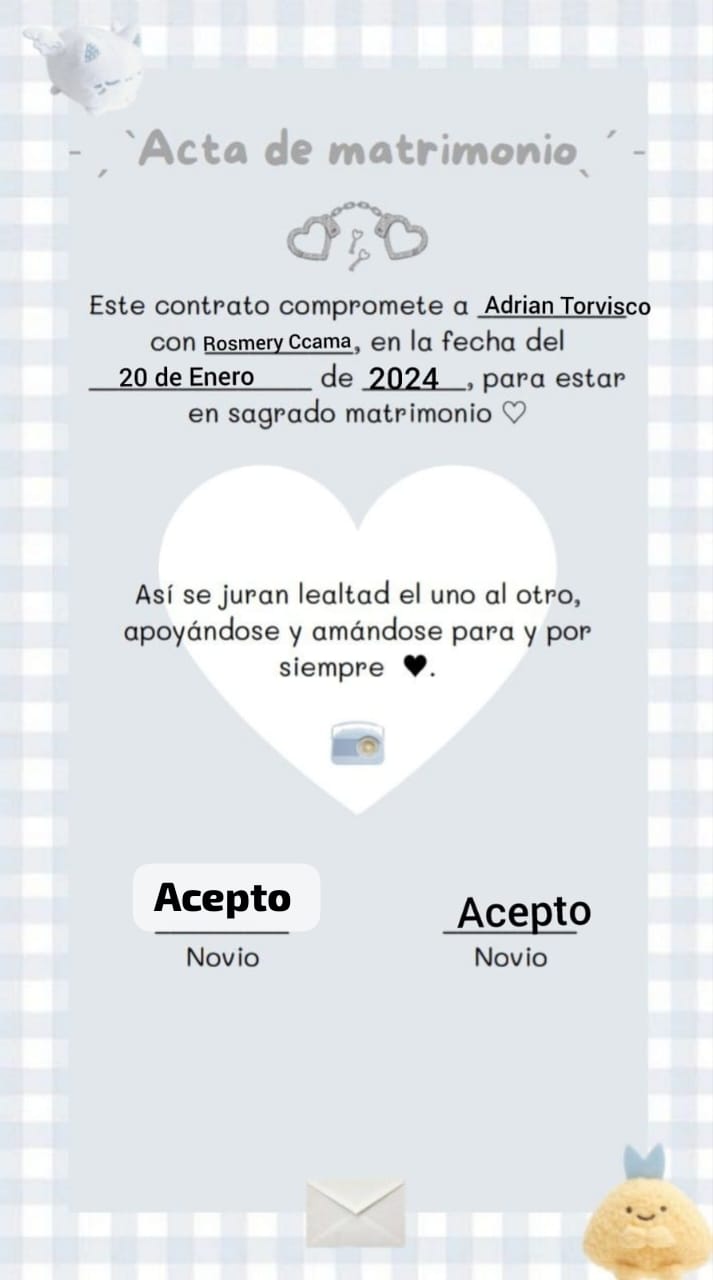 Acta de matrimonio
Este contrato compromete a Adrian Torvisco
con Rosmery Ccama, en la fecha del
20 de Enero de 2024, para estar
en sagrado matrimonio ♡
Así se juran lealtad el uno al otro,
apoyándose y amándose para y por
siempre ♥.
Acepto Acepto
Novio Novio